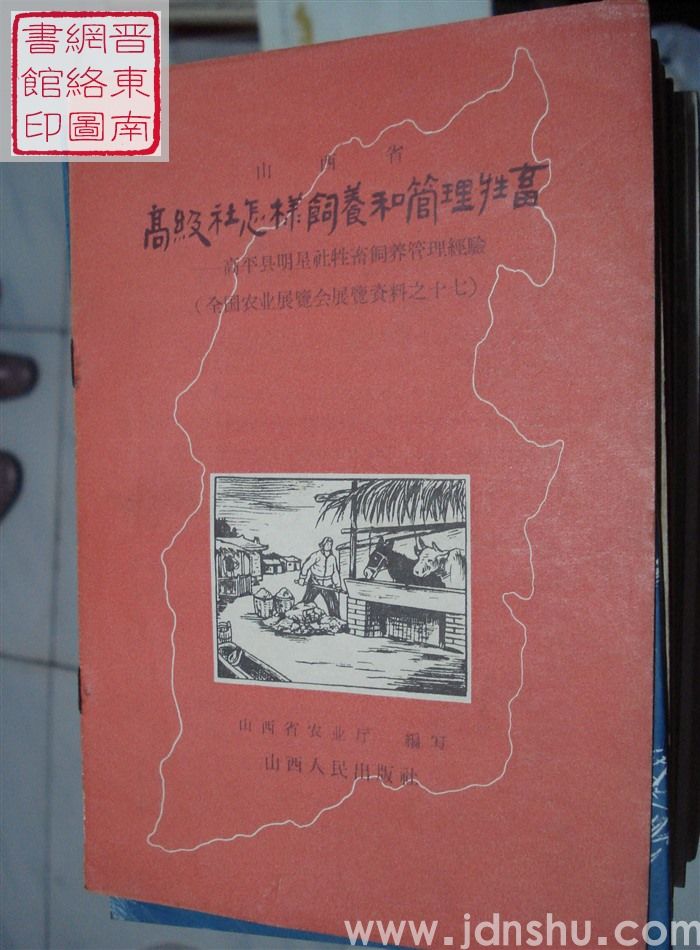 晋東南
網絡圖
書館印
山西省
高級社怎樣飼養和管理牲畜
——高平县明星社牲畜飼养管理經驗
（全国农业展覽会展覽資料之十七）
山西省农业厅 編写
山西人民出版社
www.jdnshu.com